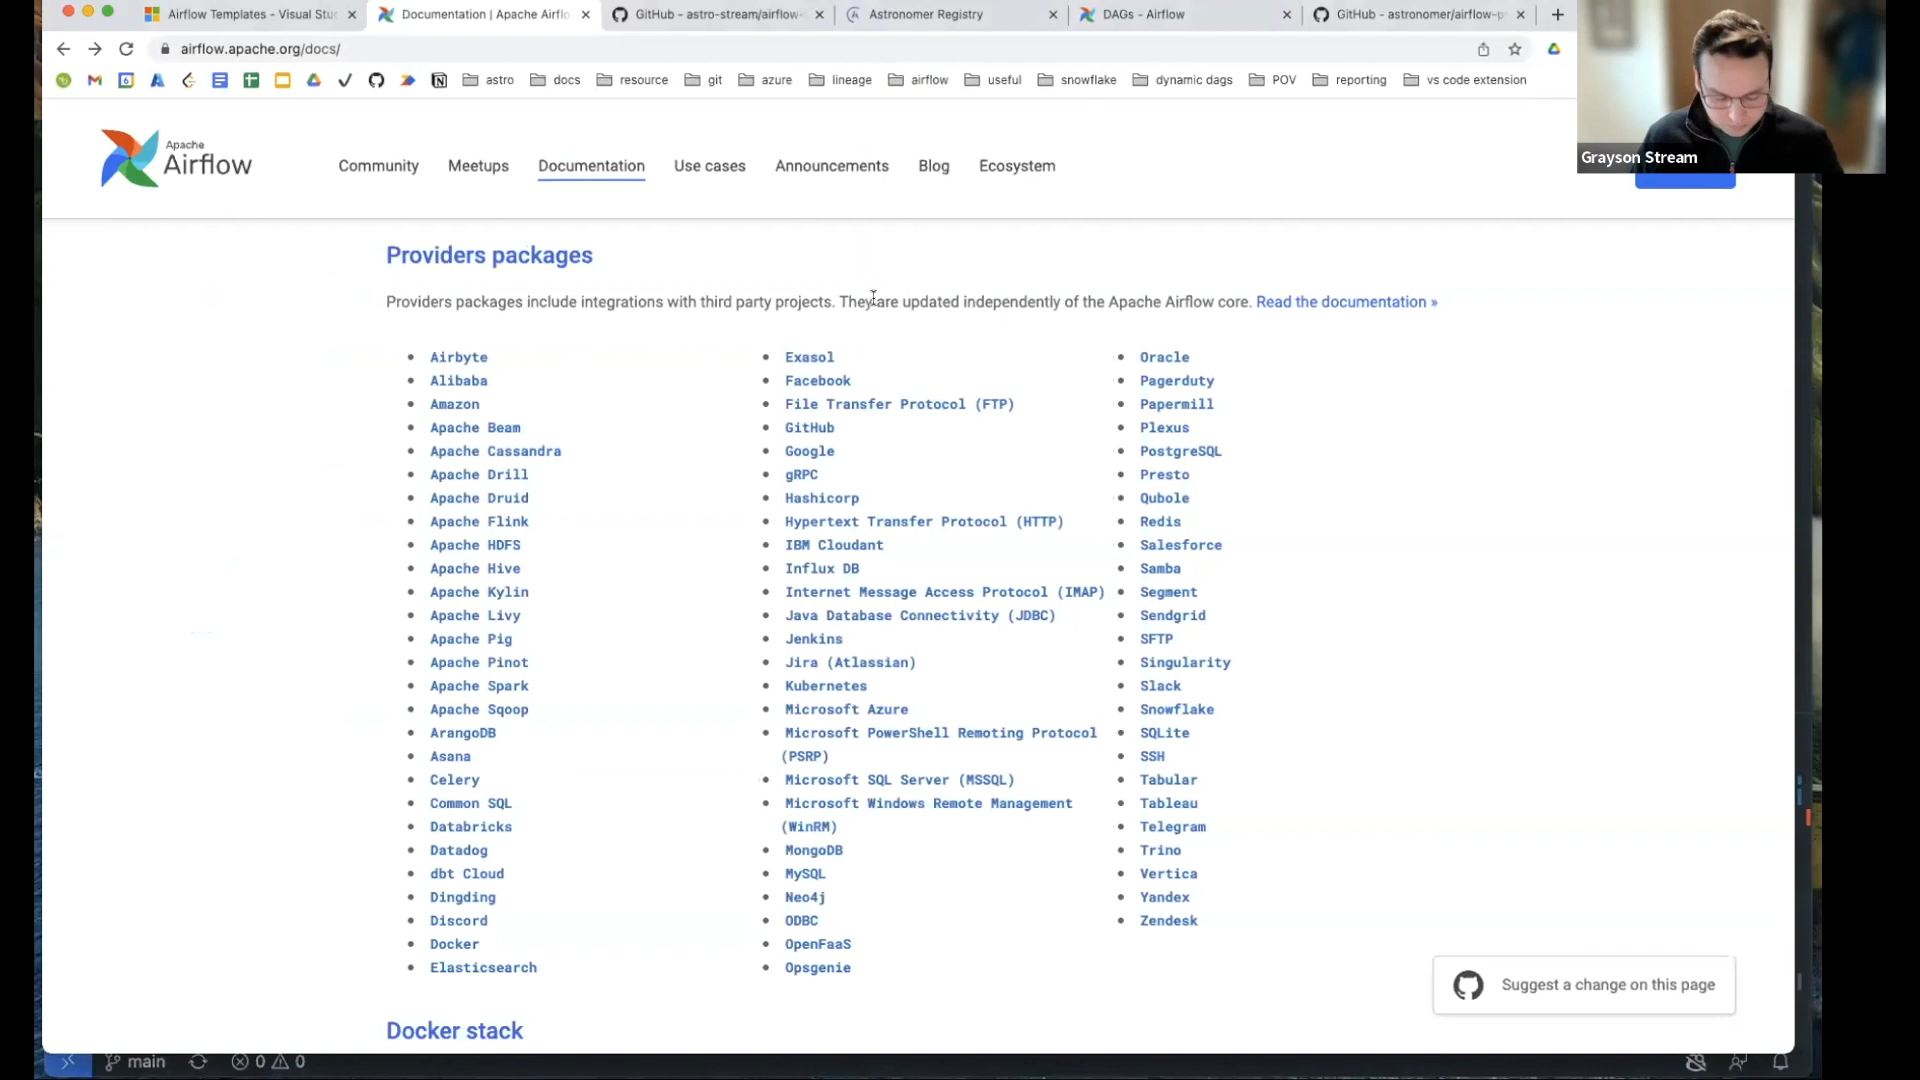 Airflow Templates - Visual Stu
Documentation | Apache Airflo
GitHub - astro-stream/airflow-
Astronomer Registry
DAGs - Airflow
GitHub - astronomer/airflow-p
airflow.apache.org/docs/
astro
docs
resource
git
azure
lineage
airflow
useful
snowflake
dynamic dags
POV
reporting
vs code extension
Grayson Stream
Apache
Airflow
Community
Meetups
Documentation
Use cases
Announcements
Blog
Ecosystem
Providers packages
Providers packages include integrations with third party projects. They are updated independently of the Apache Airflow core. Read the documentation »
Airbyte
Alibaba
Amazon
Apache Beam
Apache Cassandra
Apache Drill
Apache Druid
Apache Flink
Apache HDFS
Apache Hive
Apache Kylin
Apache Livy
Apache Pig
Apache Pinot
Apache Spark
Apache Sqoop
ArangoDB
Asana
Celery
Common SQL
Databricks
Datadog
dbt Cloud
Dingding
Discord
Docker
Elasticsearch
Exasol
Facebook
File Transfer Protocol (FTP)
GitHub
Google
gRPC
Hashicorp
Hypertext Transfer Protocol (HTTP)
IBM Cloudant
Influx DB
Internet Message Access Protocol (IMAP)
Java Database Connectivity (JDBC)
Jenkins
Jira (Atlassian)
Kubernetes
Microsoft Azure
Microsoft PowerShell Remoting Protocol
(PSRP)
Microsoft SQL Server (MSSQL)
Microsoft Windows Remote Management
(WinRM)
MongoDB
MySQL
Neo4j
ODBC
OpenFaaS
Opsgenie
Oracle
Pagerduty
Papermill
Plexus
PostgreSQL
Presto
Qubole
Redis
Salesforce
Samba
Segment
Sendgrid
SFTP
Singularity
Slack
Snowflake
SQLite
SSH
Tabular
Tableau
Telegram
Trino
Vertica
Yandex
Zendesk
Suggest a change on this page
Docker stack
main
0
0